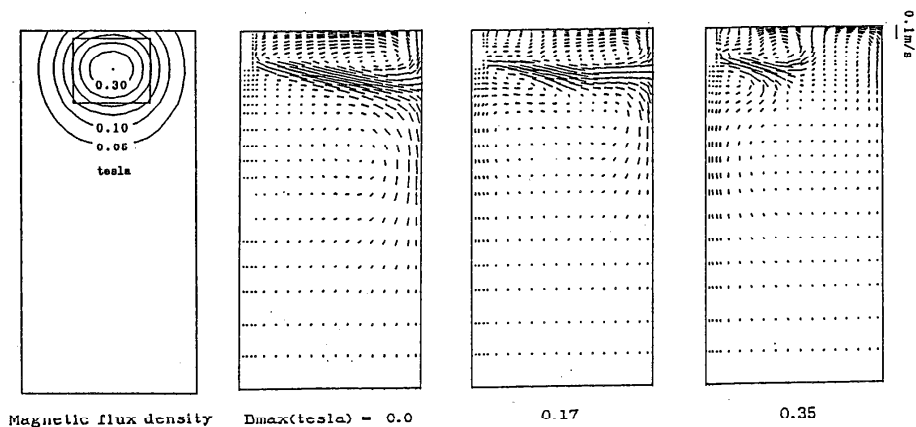 0.1m/s
0.30
0.10
0.05
tesla
Magnetic flux density
Bmax(tesla) = 0.0
0.17
0.35